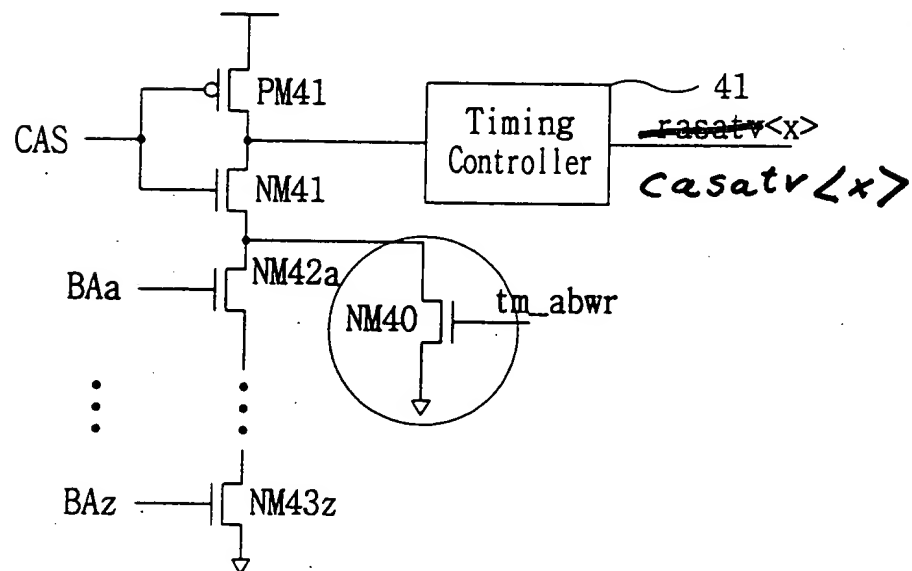 PM41
41
CAS
Timing
Controller
rasatv<x>
casatv<x>
NM41
BAa
NM42a
NM40
tm_abwr
BAz
NM43z